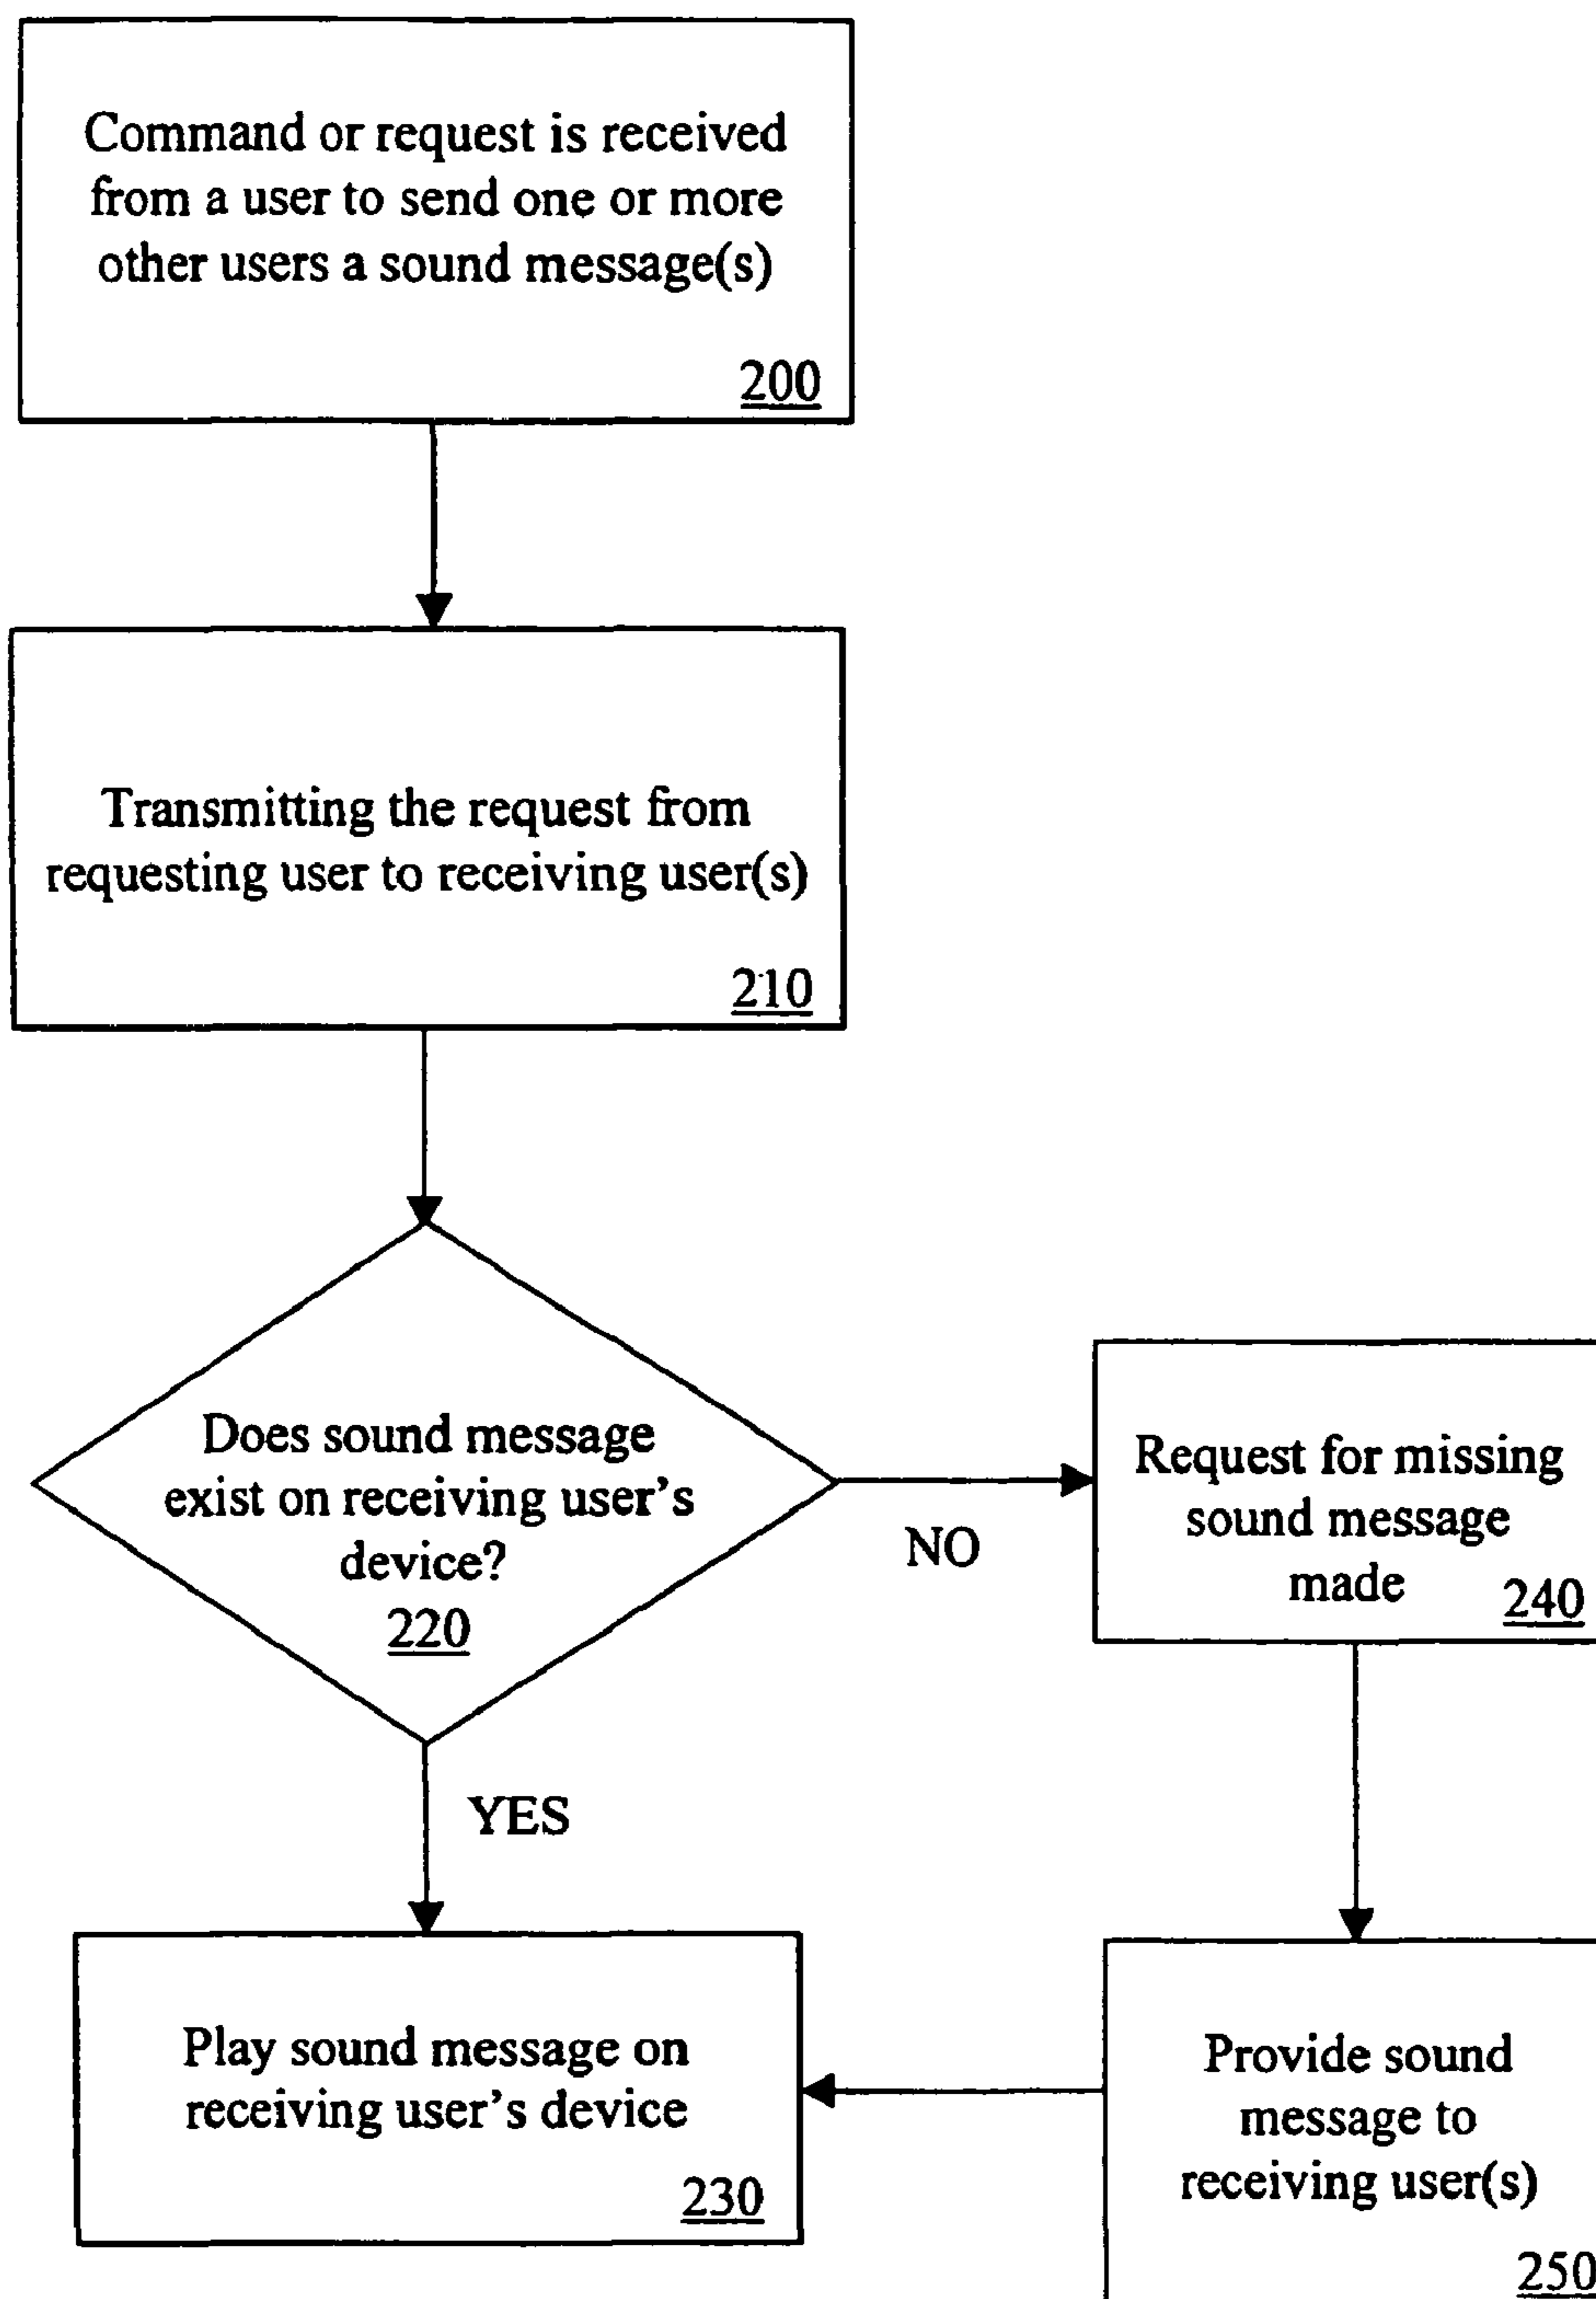 Command or request is received
from a user to send one or more
other users a sound message(s)
200
Transmitting the request from
requesting user to receiving user(s)
210
Does sound message
exist on receiving user's
device?
220
NO
Request for missing
sound message
made
240
YES
Play sound message on
receiving user's device
230
Provide sound
message to
receiving user(s)
250